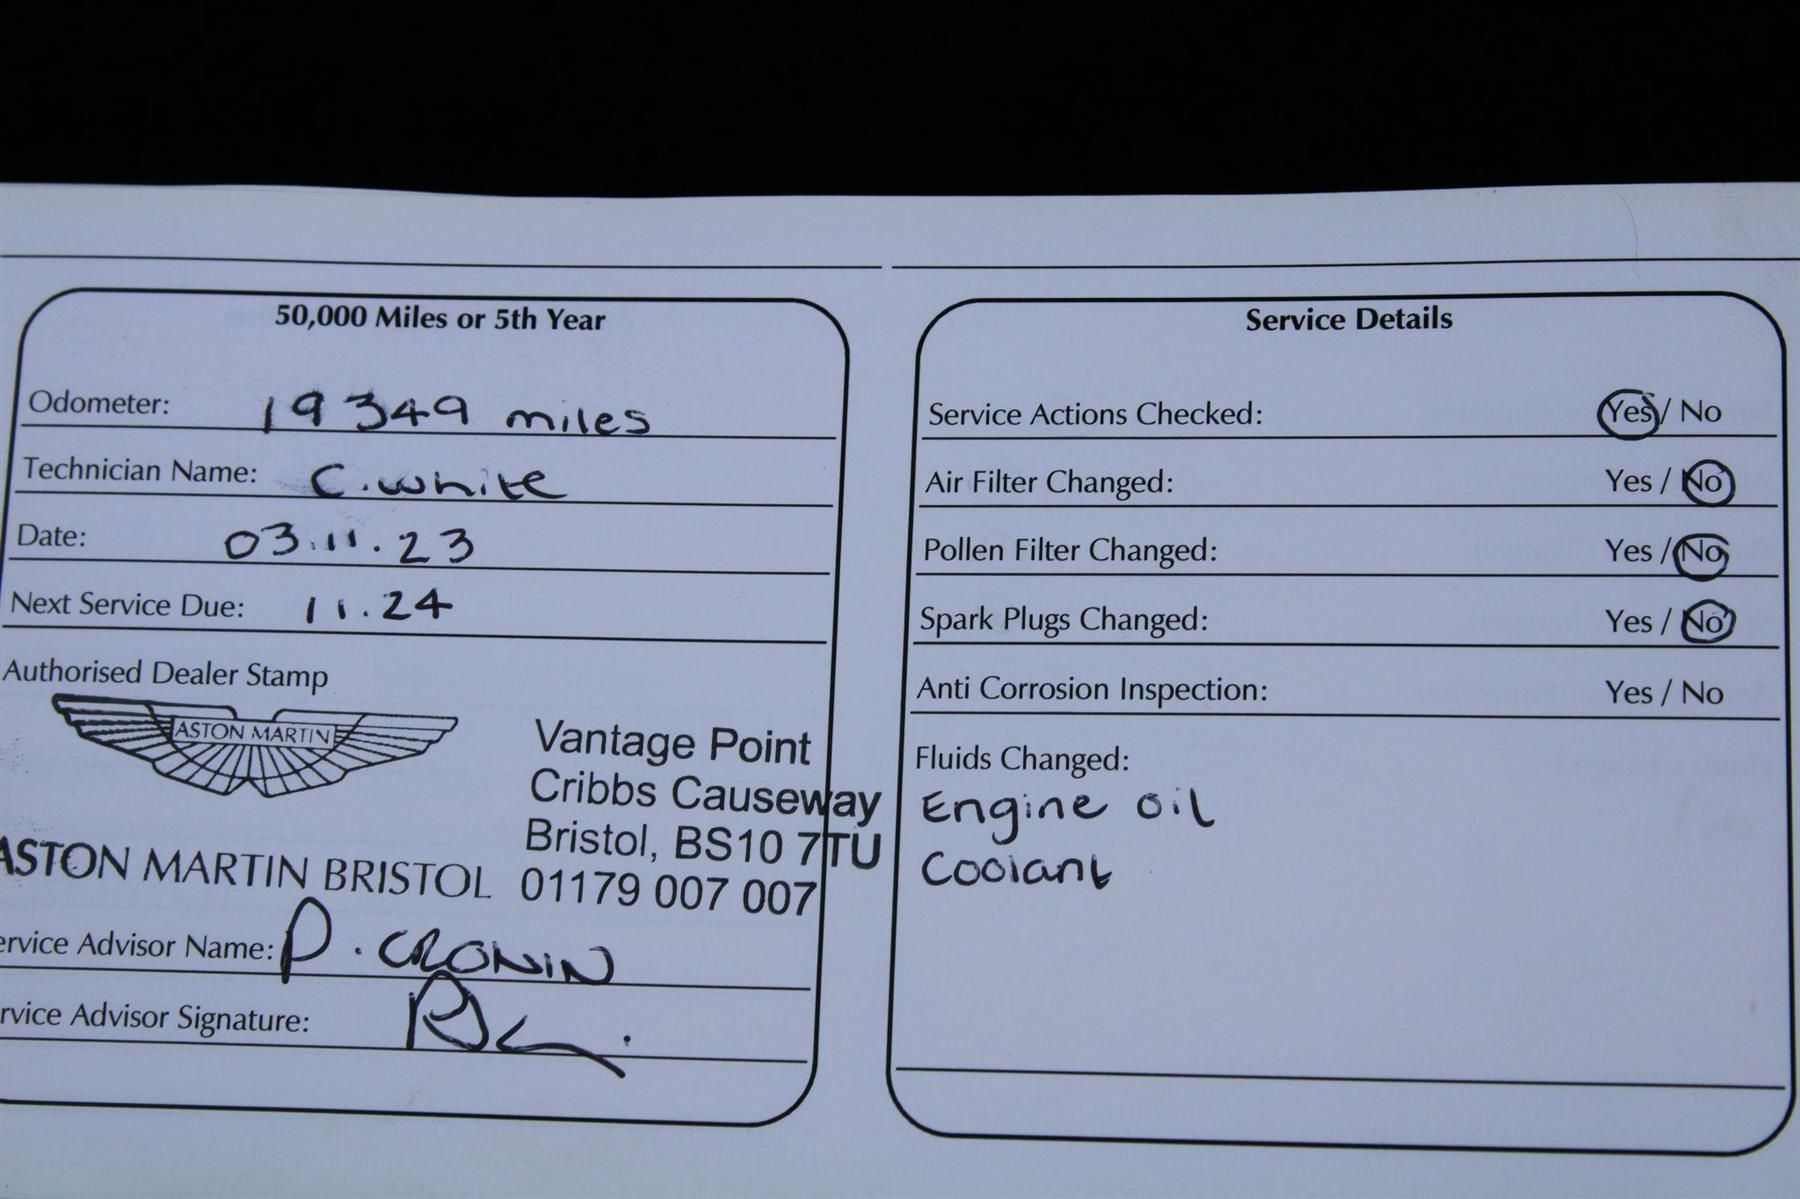 50,000 Miles or 5th Year
Odometer: 19349 miles
Technician Name: C. White
Date: 03.11.23
Next Service Due: 11.24
Authorised Dealer Stamp
ASTON MARTIN
Vantage Point
Cribbs Causeway
Bristol, BS10 7TU
ASTON MARTIN BRISTOL 01179 007 007
ervice Advisor Name: P. CRONIN
rvice Advisor Signature:
Service Details
Service Actions Checked: Yes / No
Air Filter Changed: Yes / No
Pollen Filter Changed: Yes / No
Spark Plugs Changed: Yes / No
Anti Corrosion Inspection: Yes / No
Fluids Changed:
Engine oil
Coolant